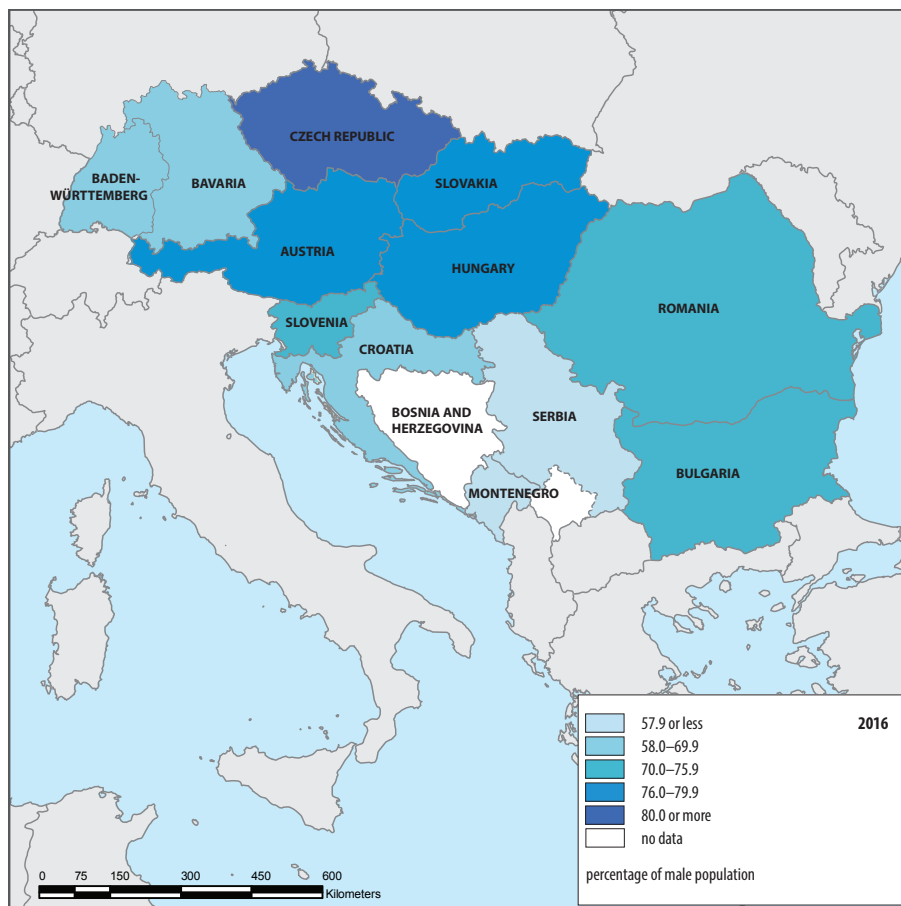 CZECH REPUBLIC
BADEN-
WÜRTTEMBERG
BAVARIA
SLOVAKIA
AUSTRIA
HUNGARY
ROMANIA
SLOVENIA
CROATIA
BOSNIA AND
HERZEGOVINA
SERBIA
BULGARIA
MONTENEGRO
57.9 or less
2016
58.0–69.9
70.0–75.9
76.0–79.9
80.0 or more
no data
percentage of male population
0 75 150 300 450 600
Kilometers